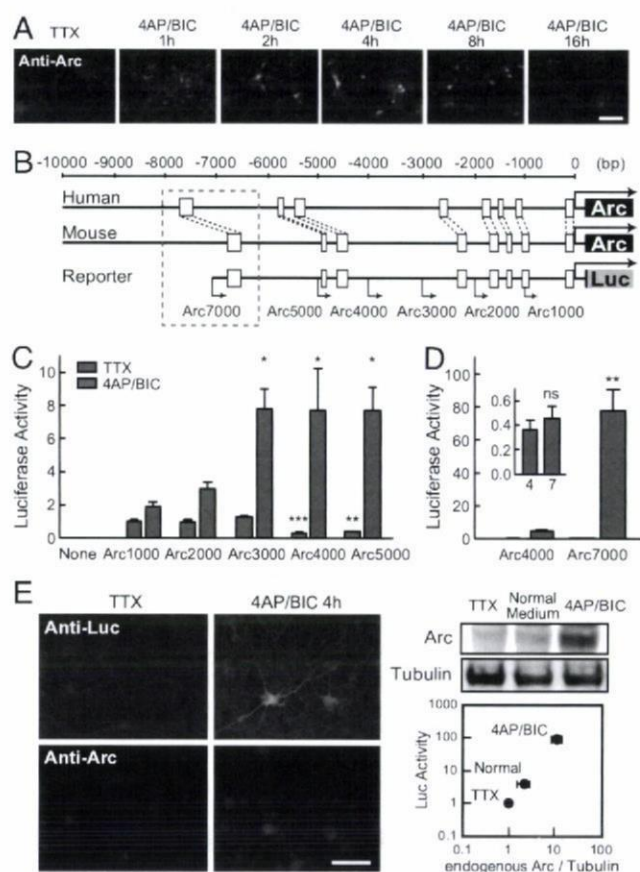 A
TTX
4AP/BIC 1h
4AP/BIC 2h
4AP/BIC 4h
4AP/BIC 8h
4AP/BIC 16h
Anti-Arc
B
-10000 -9000 -8000 -7000 -6000 -5000 -4000 -3000 -2000 -1000 0 (bp)
Human
Arc
Mouse
Arc
Reporter
Luc
Arc7000 Arc5000 Arc4000 Arc3000 Arc2000 Arc1000
C
Luciferase Activity
10
8
6
4
2
0
TTX
4AP/BIC
* * *
*** **
None Arc1000 Arc2000 Arc3000 Arc4000 Arc5000
D
Luciferase Activity
100
80
60
40
20
0
**
ns
0.6
0.4
0.2
0.0
4 7
Arc4000 Arc7000
E
TTX
4AP/BIC 4h
Anti-Luc
Anti-Arc
TTX
Normal Medium
4AP/BIC
Arc
Tubulin
Luc Activity
1000
100
10
1
0.1
4AP/BIC
Normal
TTX
0.1 1 10 100
endogenous Arc / Tubulin